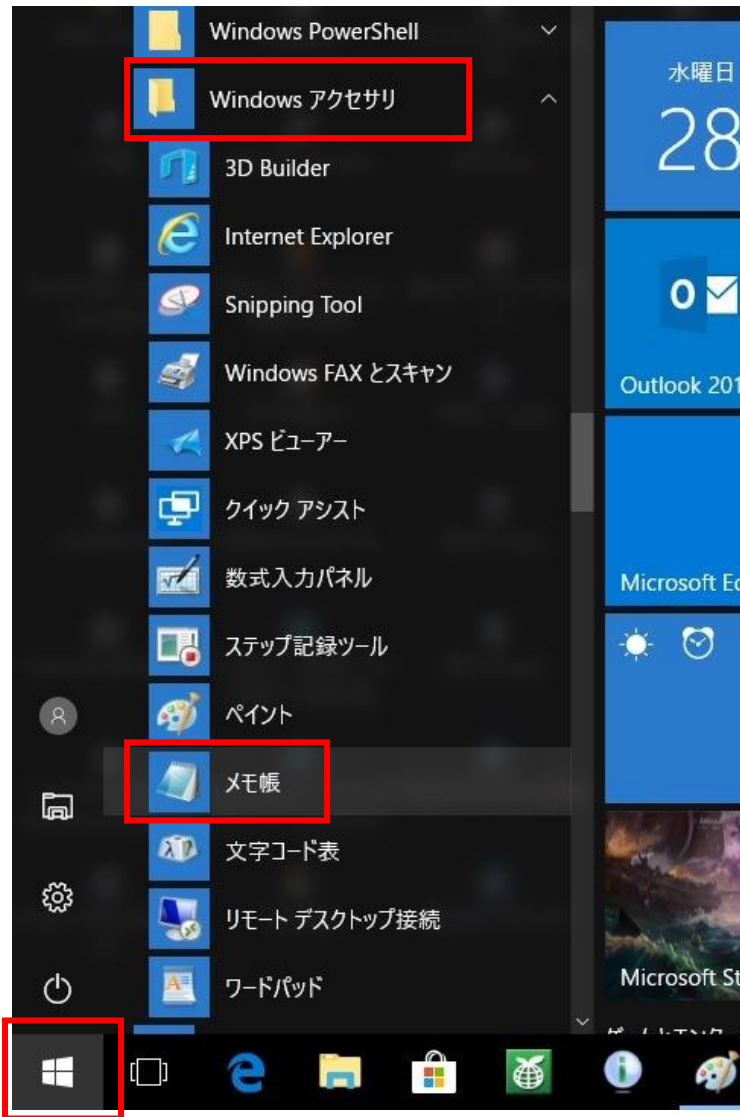 Windows PowerShell
Windows アクセサリ
3D Builder
Internet Explorer
Snipping Tool
Windows FAX とスキャン
XPS ビューアー
クイック アシスト
数式入力パネル
ステップ記録ツール
ペイント
メモ帳
文字コード表
リモート デスクトップ接続
ワードパッド
水曜日
28
Outlook 201
Microsoft Ed
Microsoft St